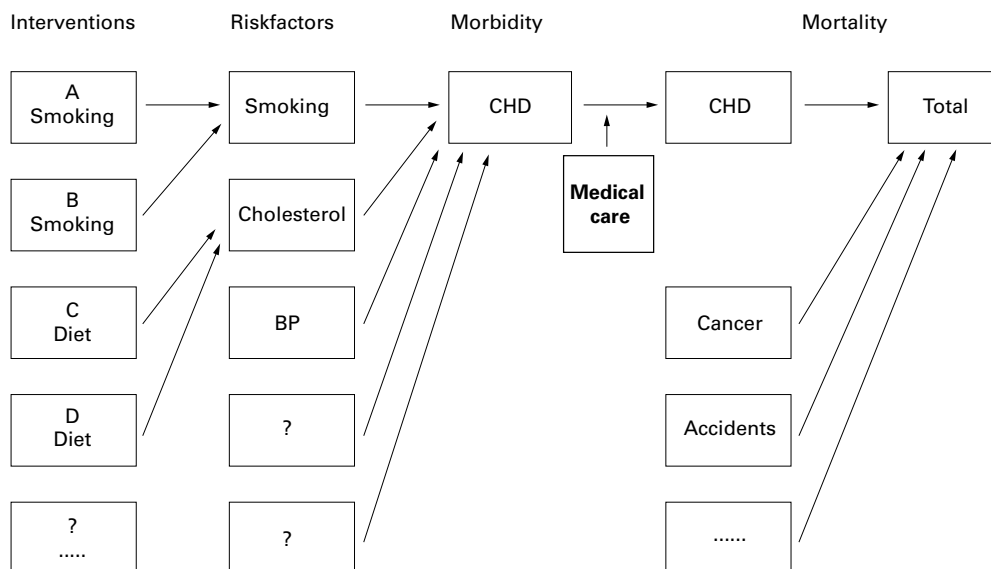 Interventions
Riskfactors
Morbidity
Mortality
A
Smoking
Smoking
CHD
CHD
Total
B
Smoking
Cholesterol
Medical
care
C
Diet
BP
Cancer
D
Diet
?
Accidents
?
.....
?
......